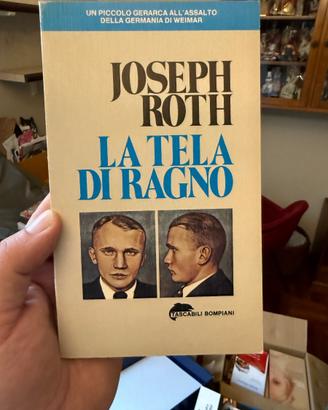 UN PICCOLO GERARCA ALL'ASSALTO
DELLA GERMANIA DI WEIMAR
JOSEPH
ROTH
LA TELA
DI RAGNO
TASCABILI BOMPIANI